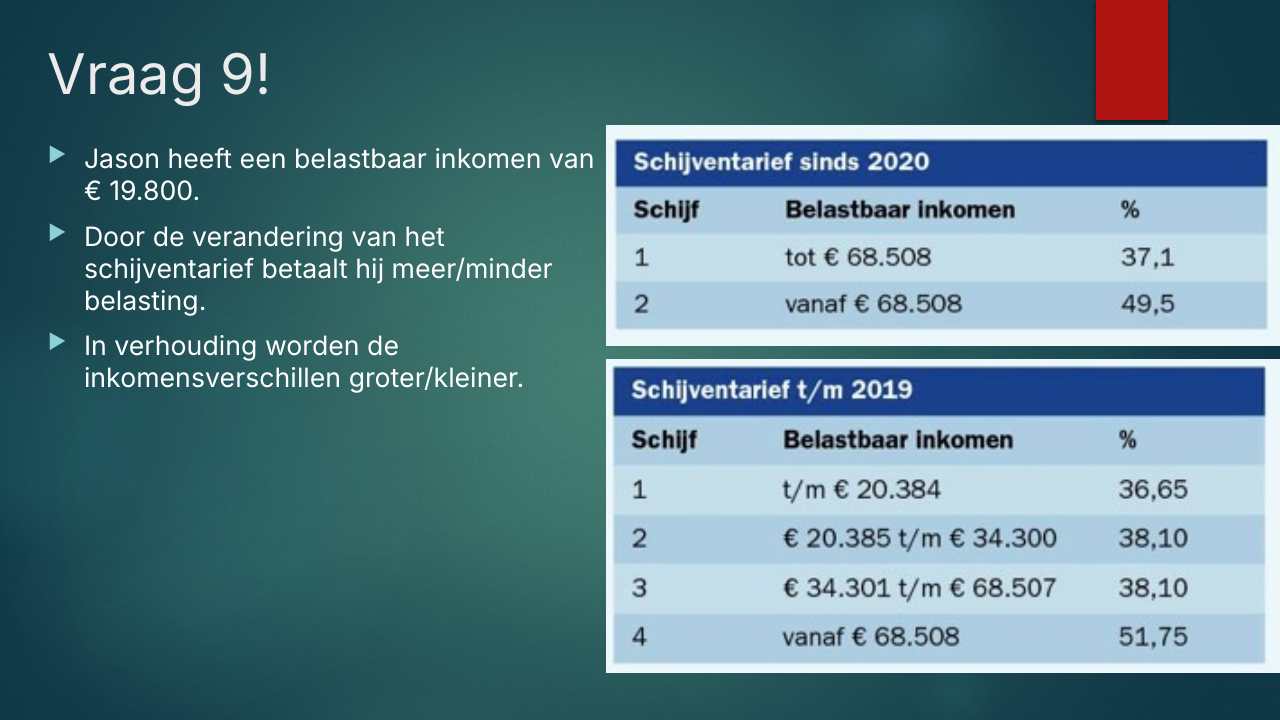 Vraag 9!
Jason heeft een belastbaar inkomen van
€ 19.800.
Door de verandering van het
schijventarief betaalt hij meer/minder
belasting.
In verhouding worden de
inkomensverschillen groter/kleiner.
Schijventarief sinds 2020
Schijf Belastbaar inkomen %
1 tot € 68.508 37,1
2 vanaf € 68.508 49,5
Schijventarief t/m 2019
Schijf Belastbaar inkomen %
1 t/m € 20.384 36,65
2 € 20.385 t/m € 34.300 38,10
3 € 34.301 t/m € 68.507 38,10
4 vanaf € 68.508 51,75